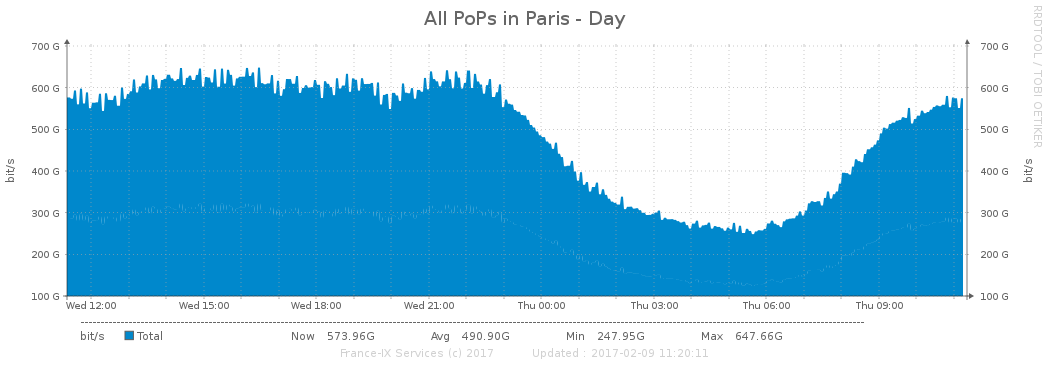 All PoPs in Paris - Day
RRDTOOL / TOBI OETIKER
700 G 700 G
600 G 600 G
500 G 500 G
400 G 400 G
300 G 300 G
200 G 200 G
100 G 100 G
bit/s
bit/s
Wed 12:00 Wed 15:00 Wed 18:00 Wed 21:00 Thu 00:00 Thu 03:00 Thu 06:00 Thu 09:00
bit/s Total Now 573.96G Avg 490.90G Min 247.95G Max 647.66G
France-IX Services (c) 2017 Updated : 2017-02-09 11:20:11